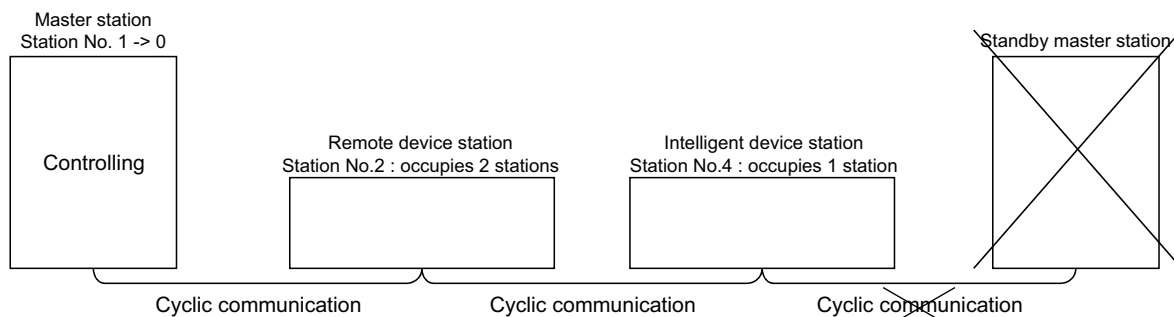 Master station
Station No. 1 -> 0
Standby master station
Controlling
Remote device station
Station No.2 : occupies 2 stations
Intelligent device station
Station No.4 : occupies 1 station
Cyclic communication
Cyclic communication
Cyclic communication